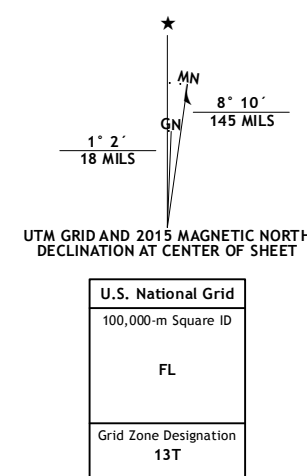 MN
GN
8° 10´
145 MILS
1° 2´
18 MILS
UTM GRID AND 2015 MAGNETIC NORTH
DECLINATION AT CENTER OF SHEET
U.S. National Grid
100,000-m Square ID
FL
Grid Zone Designation
13T